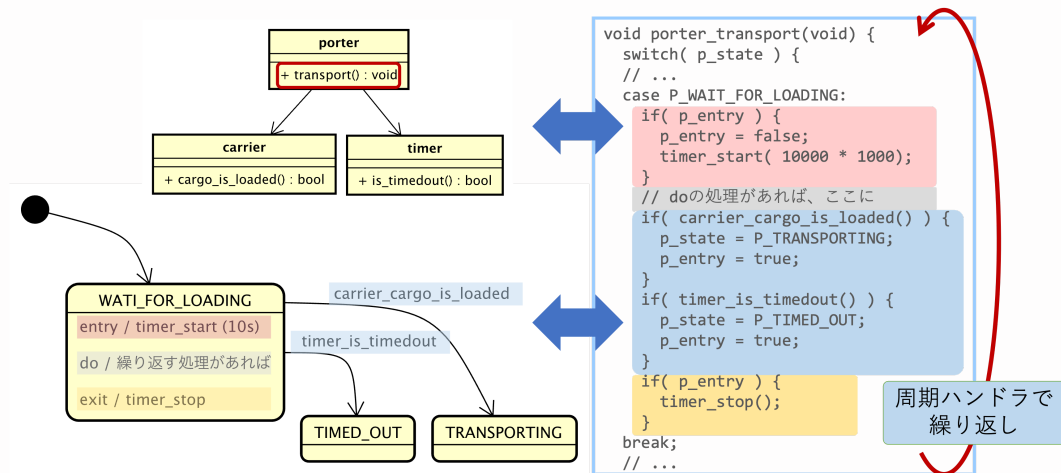 porter
+ transport() : void
carrier
+ cargo_is_loaded() : bool
timer
+ is_timedout() : bool
WATI_FOR_LOADING
entry / timer_start (10s)
do / 繰り返す処理があれば
exit / timer_stop
carrier_cargo_is_loaded
timer_is_timedout
TIMED_OUT
TRANSPORTING
void porter_transport(void) {
switch( p_state ) {
// ...
case P_WAIT_FOR_LOADING:
if( p_entry ) {
p_entry = false;
timer_start( 10000 * 1000);
}
// doの処理があれば、ここに
if( carrier_cargo_is_loaded() ) {
p_state = P_TRANSPORTING;
p_entry = true;
}
if( timer_is_timedout() ) {
p_state = P_TIMED_OUT;
p_entry = true;
}
if( p_entry ) {
timer_stop();
}
break;
// ...
周期ハンドラで
繰り返し